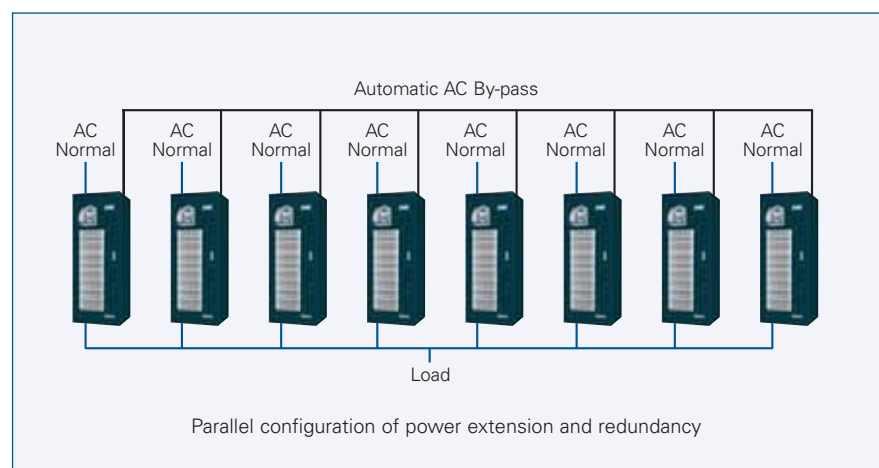 Automatic AC By-pass
AC
Normal
AC
Normal
AC
Normal
AC
Normal
AC
Normal
AC
Normal
AC
Normal
AC
Normal
Load
Parallel configuration of power extension and redundancy